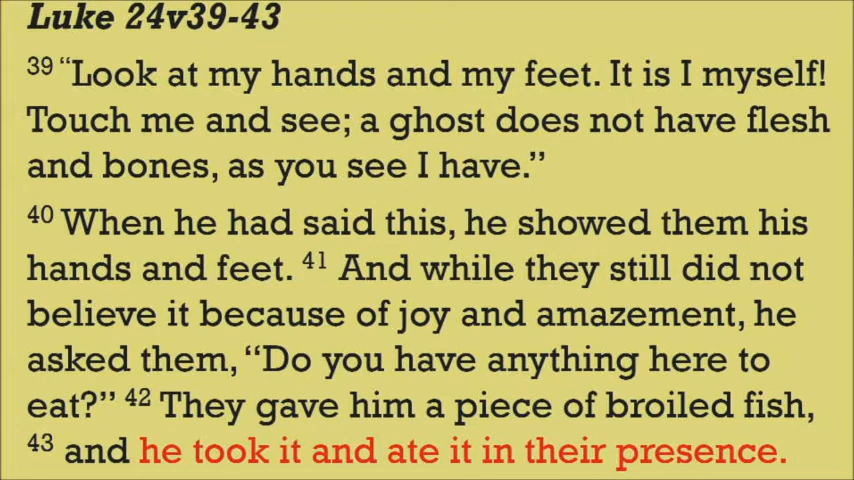 Luke 24v39-43
39 “Look at my hands and my feet. It is I myself!
Touch me and see; a ghost does not have flesh
and bones, as you see I have.”
40 When he had said this, he showed them his
hands and feet. 41 And while they still did not
believe it because of joy and amazement, he
asked them, “Do you have anything here to
eat?” 42 They gave him a piece of broiled fish,
43 and he took it and ate it in their presence.